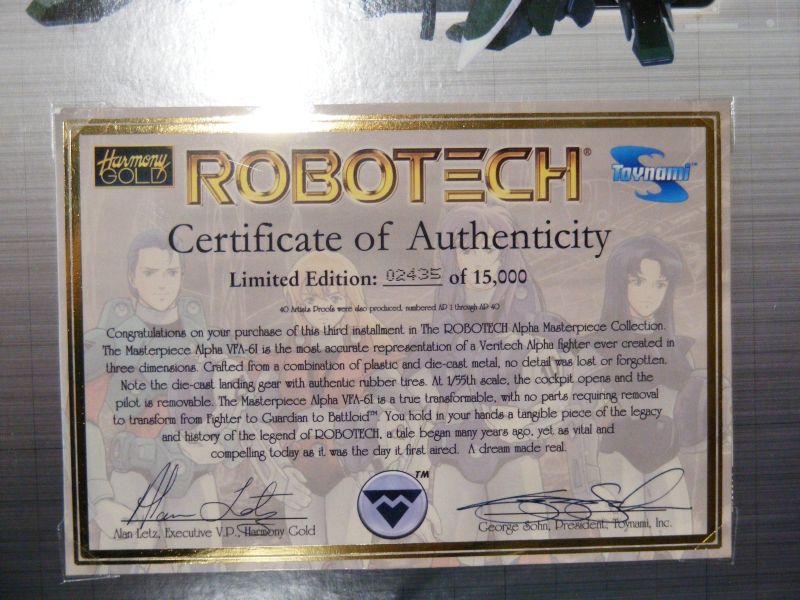 Harmony GOLD
ROBOTECH®
Toynami™
Certificate of Authenticity
Limited Edition: 02435 of 15,000
40 Artists Proofs were also produced, numbered AP 1 through AP 40
Congratulations on your purchase of this third installment in The ROBOTECH Alpha Masterpiece Collection.
The Masterpiece Alpha VFA-6I is the most accurate representation of a Veritech Alpha fighter ever created in
three dimensions. Crafted from a combination of plastic and die-cast metal, no detail was lost or forgotten.
Note the die-cast landing gear with authentic rubber tires. At 1/55th scale, the cockpit opens and the
pilot is removable. The Masterpiece Alpha VFA-6I is a true transformable, with no parts requiring removal
to transform from Fighter to Guardian to Battloid™. You hold in your hands a tangible piece of the legacy
and history of the legend of ROBOTECH, a tale began many years ago, yet as vital and
compelling today as it was the day it first aired. A dream made real.
Alan Letz
TM
Alan Letz, Executive V.P., Harmony Gold
George Sohn, President, Toynami, Inc.